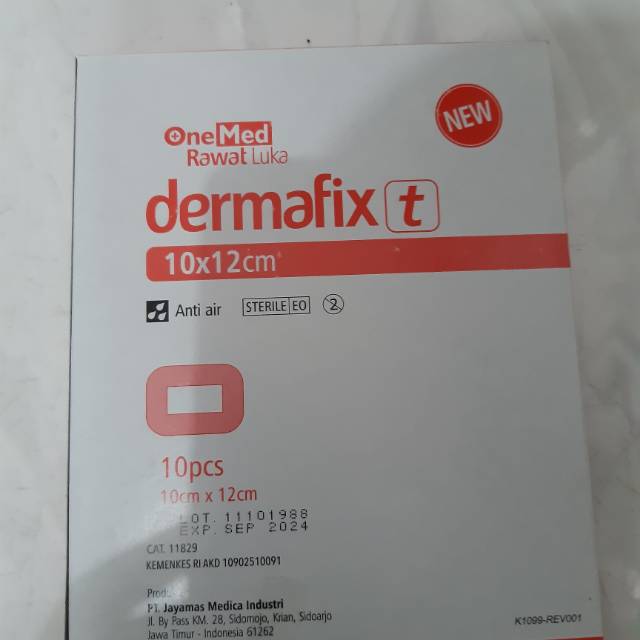 NEW
OneMed
Rawat Luka
dermafix t
10x12cm
Anti air STERILE EO 2
10pcs
10cm x 12cm
LOT. 11101988
EXP. SEP 2024
CAT. 11829
KEMENKES RI AKD 10902510091
PT. Jayamas Medica Industri
Jl. By Pass KM. 28, Sidomojo, Krian, Sidoarjo
Jawa Timur - Indonesia 61262
K1099-REV001